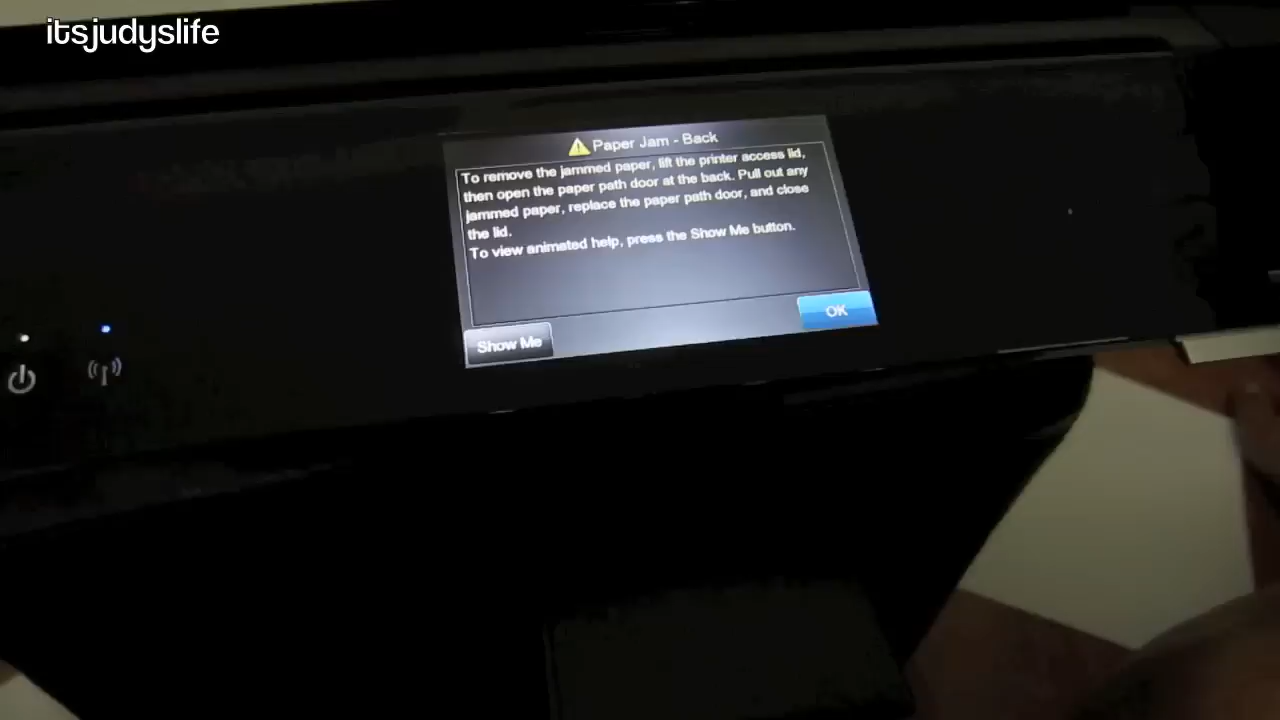 itsjudyslife
Paper Jam - Back
To remove the jammed paper, lift the printer access lid,
then open the paper path door at the back. Pull out any
jammed paper, replace the paper path door, and close
the lid.
To view animated help, press the Show Me button.
OK
Show Me